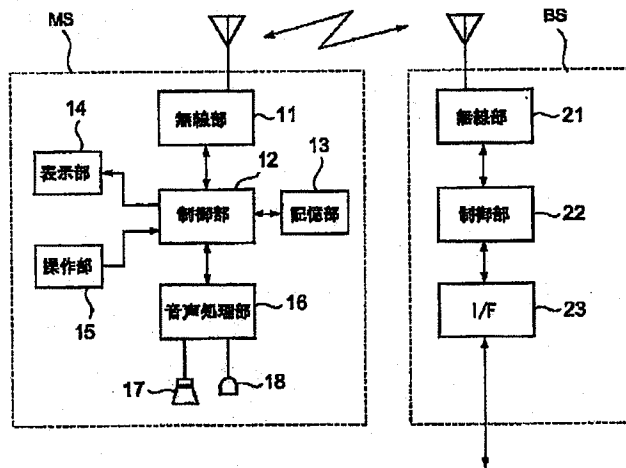 MS
BS
無線部
11
無線部
21
14
表示部
12
13
制御部
記憶部
制御部
22
操作部
15
音声処理部
16
I/F
23
17
18